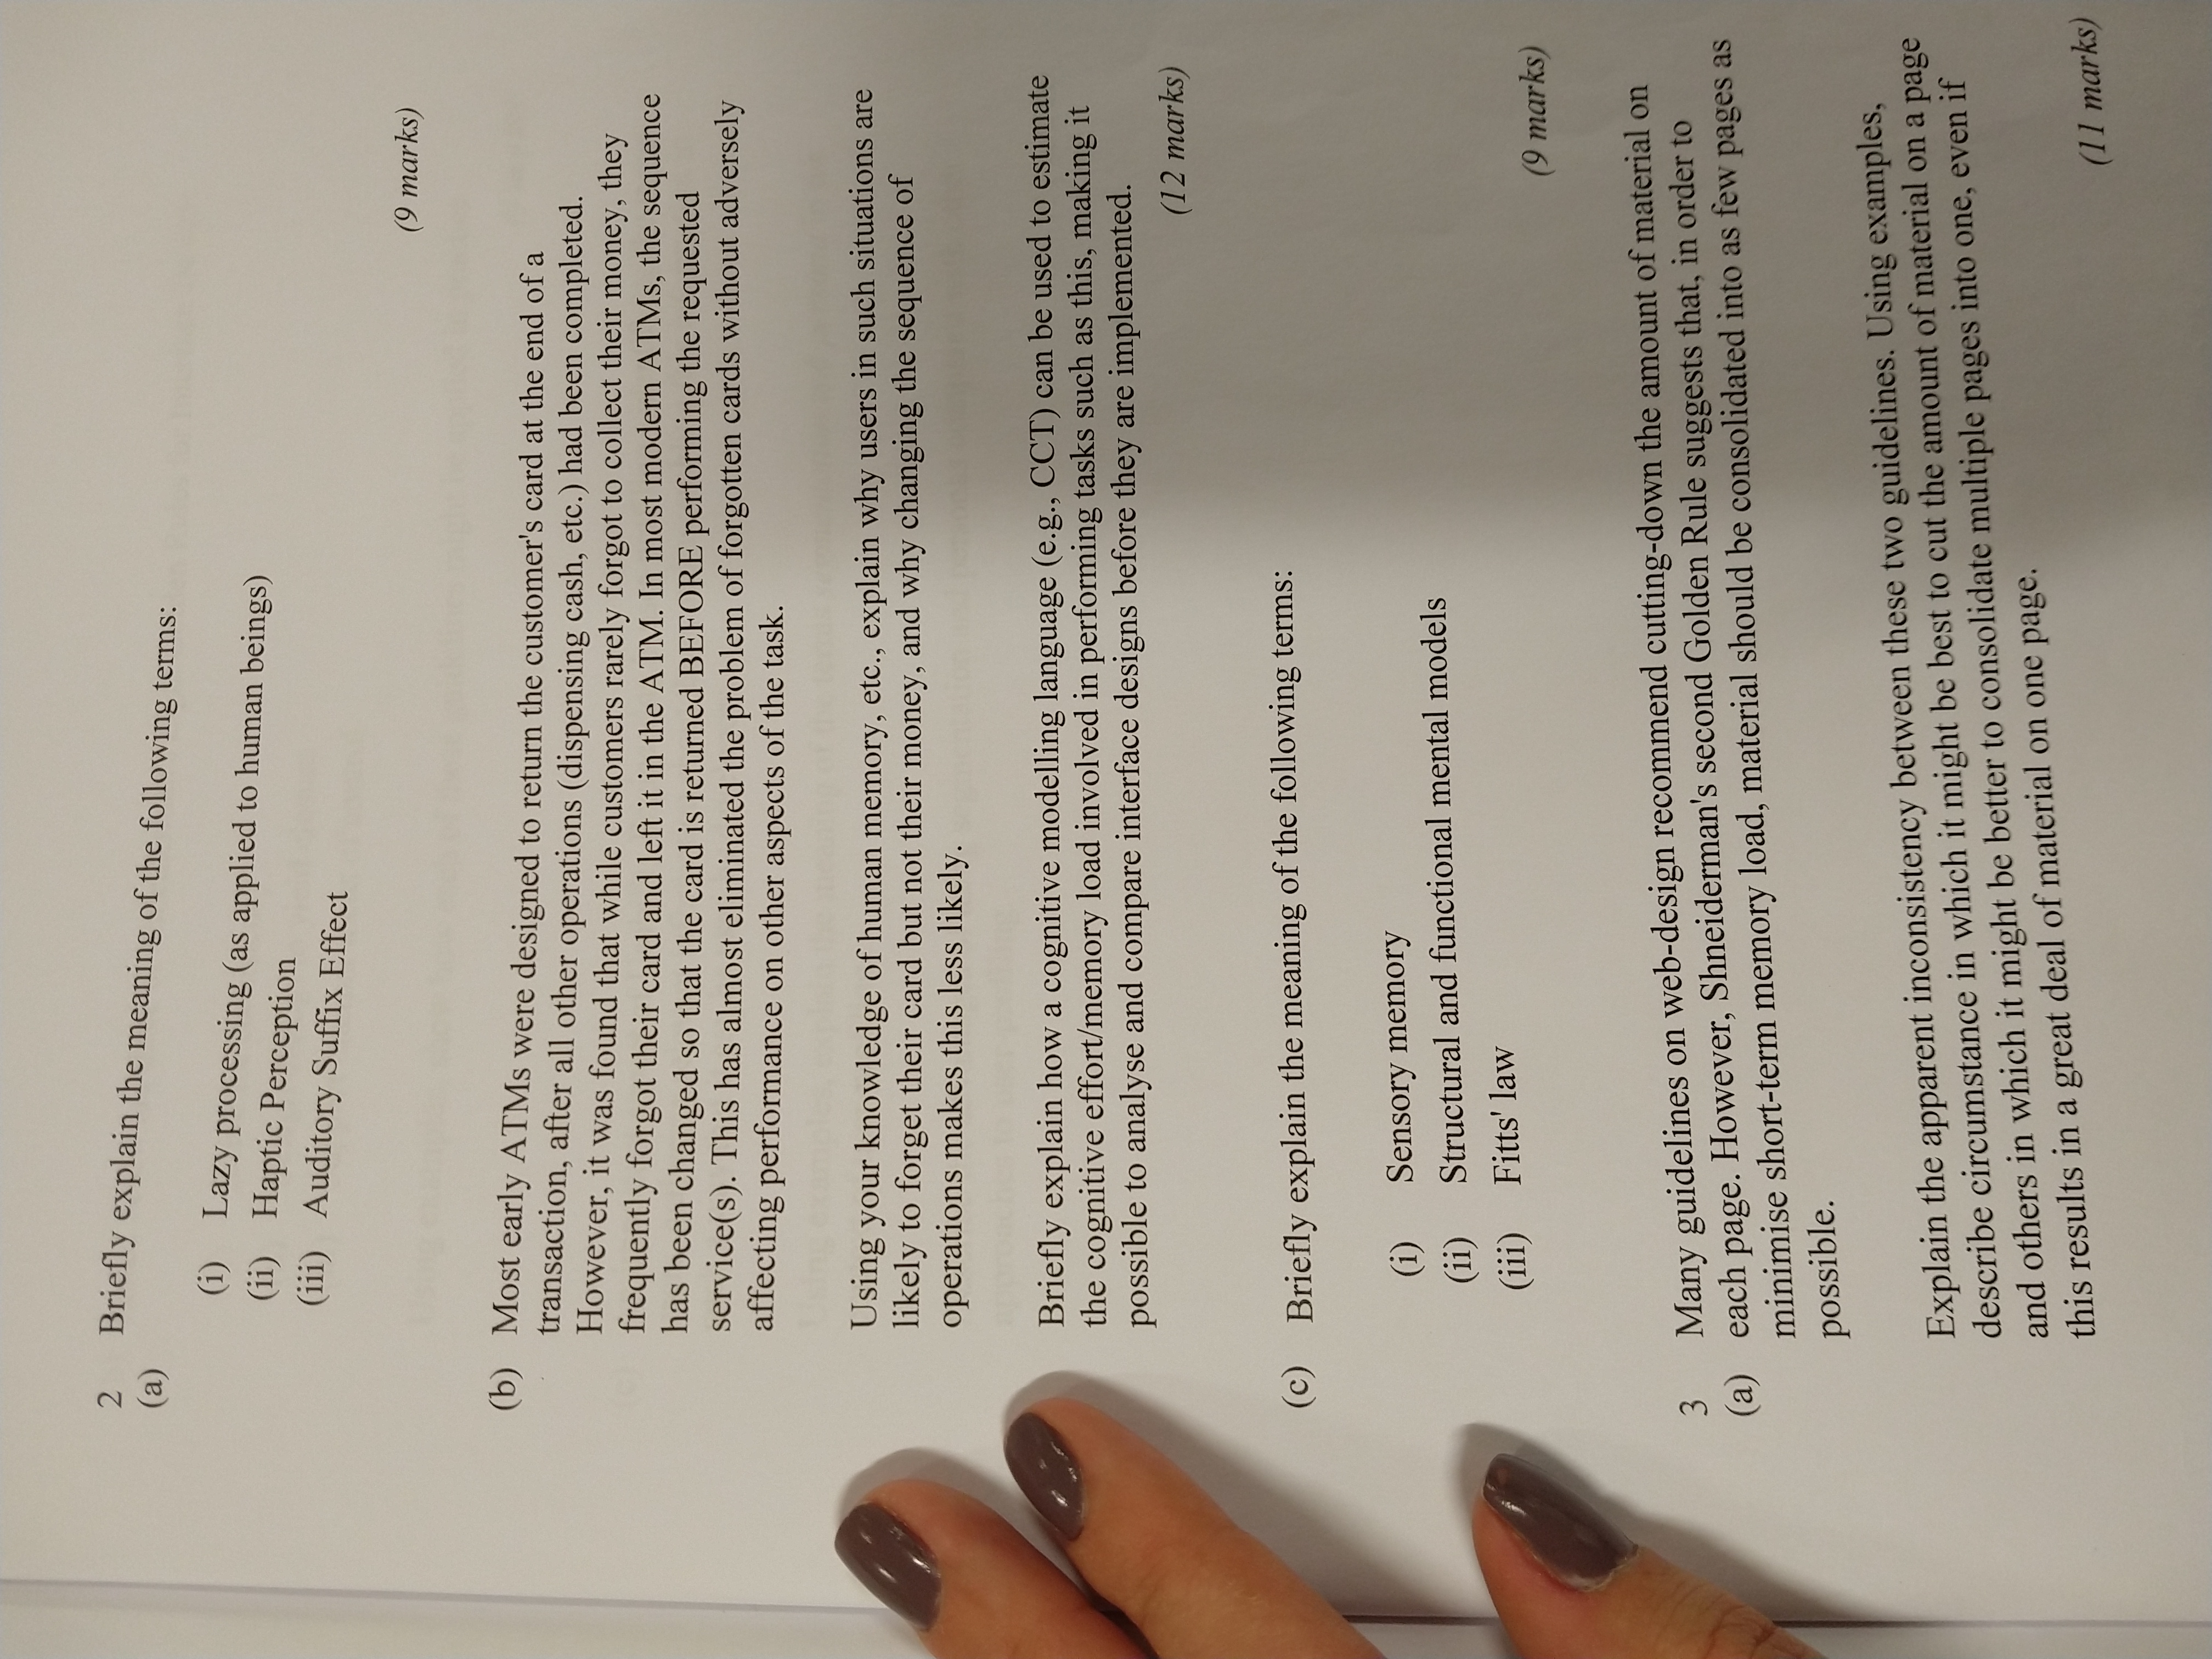 2 Briefly explain the meaning of the following terms:
(a)
(i) Lazy processing (as applied to human beings)
(ii) Haptic Perception
(iii) Auditory Suffix Effect
(9 marks)
(b) Most early ATMs were designed to return the customer's card at the end of a
transaction, after all other operations (dispensing cash, etc.) had been completed.
However, it was found that while customers rarely forgot to collect their money, they
frequently forgot their card and left it in the ATM. In most modern ATMs, the sequence
has been changed so that the card is returned BEFORE performing the requested
service(s). This has almost eliminated the problem of forgotten cards without adversely
affecting performance on other aspects of the task.
Using your knowledge of human memory, etc., explain why users in such situations are
likely to forget their card but not their money, and why changing the sequence of
operations makes this less likely.
Briefly explain how a cognitive modelling language (e.g., CCT) can be used to estimate
the cognitive effort/memory load involved in performing tasks such as this, making it
possible to analyse and compare interface designs before they are implemented.
(12 marks)
(c) Briefly explain the meaning of the following terms:
(i) Sensory memory
(ii) Structural and functional mental models
(iii) Fitts' law
(9 marks)
3 Many guidelines on web-design recommend cutting-down the amount of material on
(a) each page. However, Shneiderman's second Golden Rule suggests that, in order to
minimise short-term memory load, material should be consolidated into as few pages as
possible.
Explain the apparent inconsistency between these two guidelines. Using examples,
describe circumstance in which it might be best to cut the amount of material on a page
and others in which it might be better to consolidate multiple pages into one, even if
this results in a great deal of material on one page.
(11 marks)